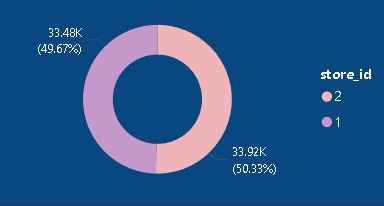 33.48K
(49.67%)
store_id
2
1
33.92K
(50.33%)